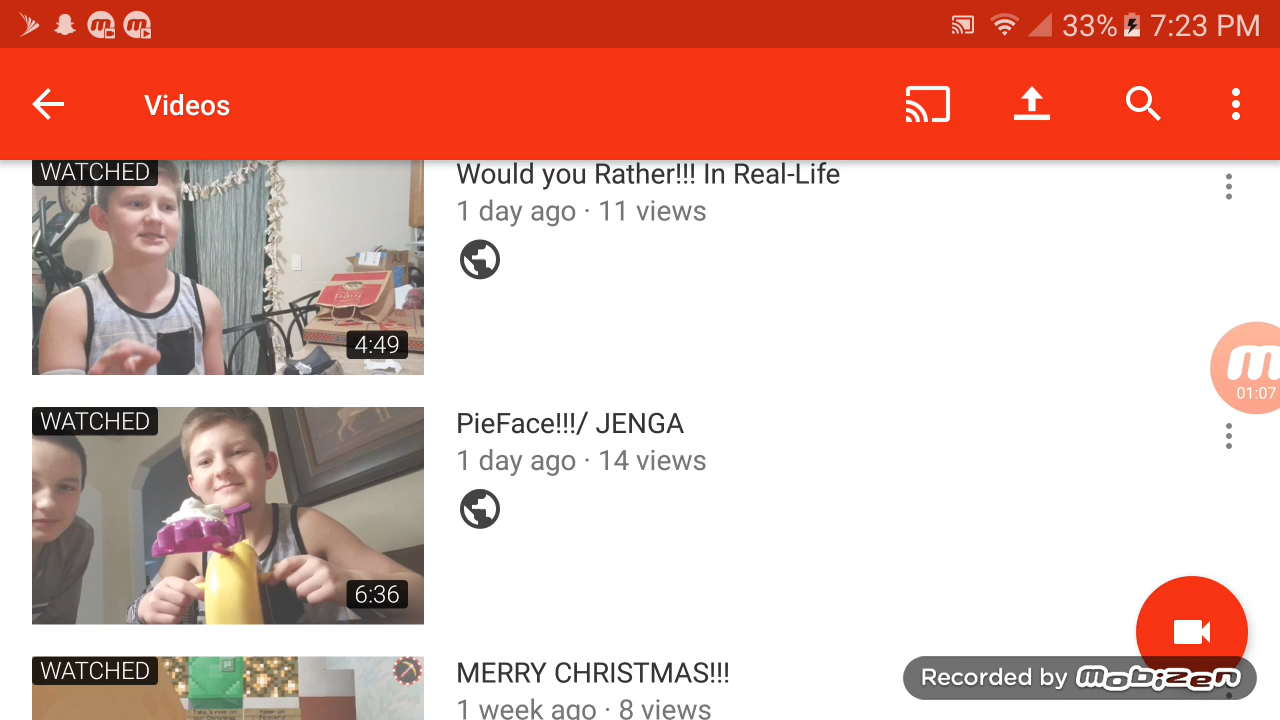 33% 7:23 PM
Videos
WATCHED
Would you Rather!!! In Real-Life
1 day ago · 11 views
4:49
01:07
WATCHED
PieFace!!!/ JENGA
1 day ago · 14 views
6:36
WATCHED
MERRY CHRISTMAS!!!
1 week ago · 8 views
Recorded by mobizen